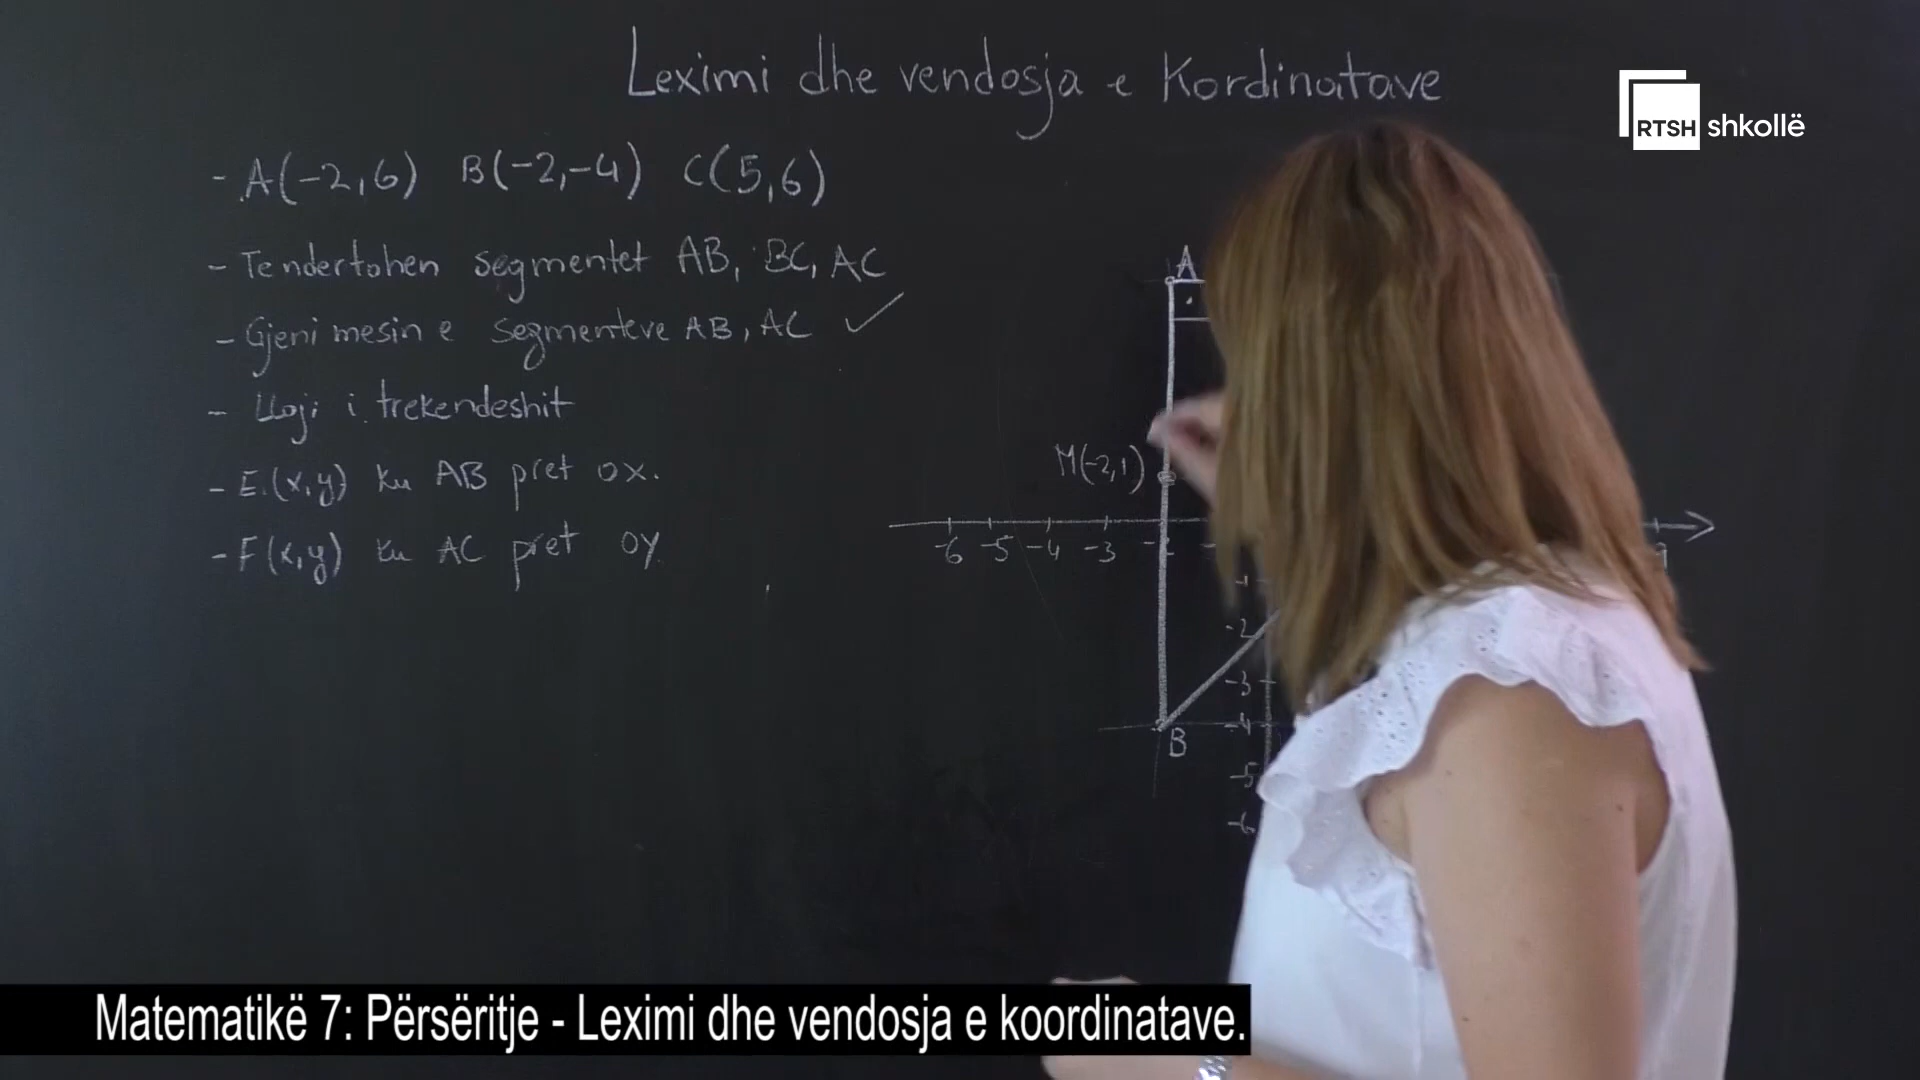 Leximi dhe vendosja e Kordinatave
RTSH shkollë
- A(-2,6) B(-2,-4) C(5,6)
- Te ndertohen segmentet AB, BC, AC
- Gjeni mesin e segmenteve AB, AC ✓
- Lloji i trekendeshit
- E(x,y) ku AB pret ox.
- F(x,y) ku AC pret oy
A
M(-2,1)
-6 -5 -4 -3
-1
-2
-3
-4
B
-5
-6
Matematikë 7: Përsëritje - Leximi dhe vendosja e koordinatave.